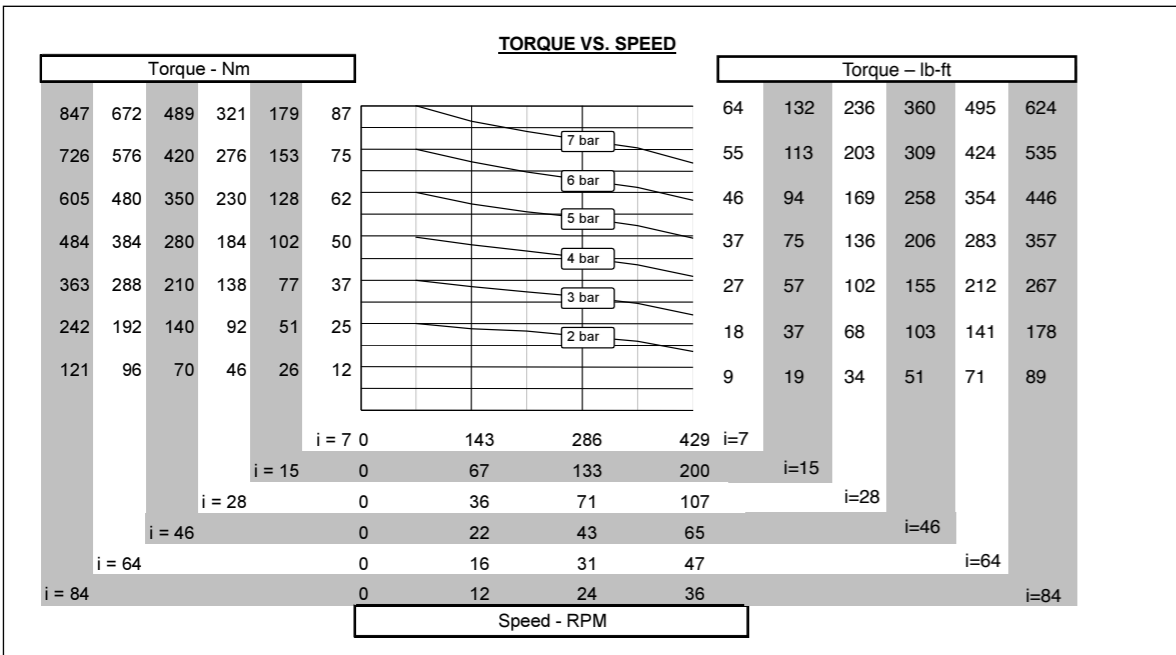 TORQUE VS. SPEED
Torque - Nm
Torque – lb-ft
847 672 489 321 179 87 64 132 236 360 495 624
7 bar
726 576 420 276 153 75 55 113 203 309 424 535
6 bar
605 480 350 230 128 62 46 94 169 258 354 446
5 bar
484 384 280 184 102 50 37 75 136 206 283 357
4 bar
363 288 210 138 77 37 27 57 102 155 212 267
3 bar
242 192 140 92 51 25 18 37 68 103 141 178
2 bar
121 96 70 46 26 12 9 19 34 51 71 89
i = 7 0 143 286 429 i=7
i = 15 0 67 133 200 i=15
i = 28 0 36 71 107 i=28
i = 46 0 22 43 65 i=46
i = 64 0 16 31 47 i=64
i = 84 0 12 24 36 i=84
Speed - RPM